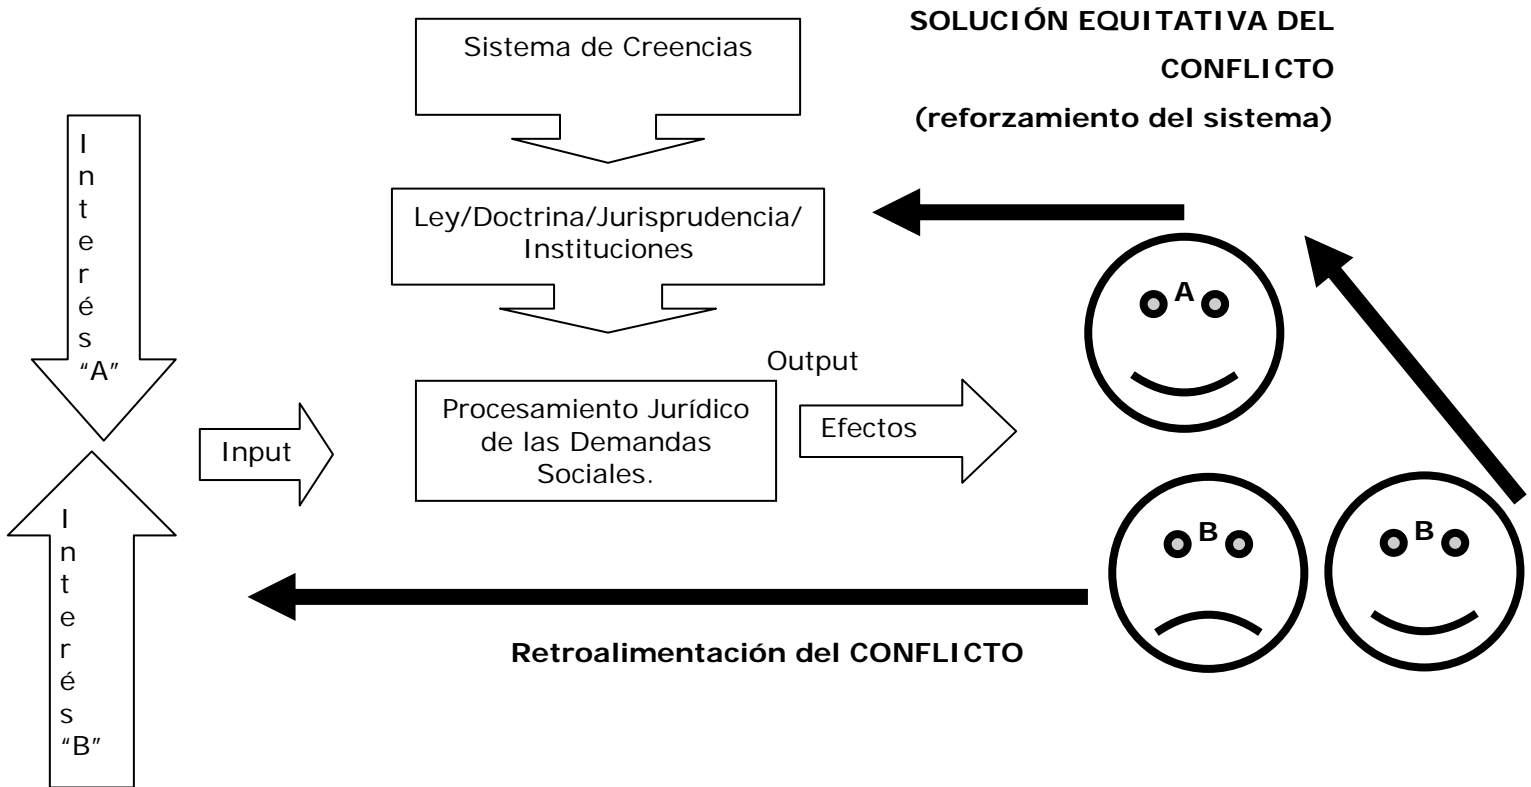 SOLUCIÓN EQUITATIVA DEL
CONFLICTO
(reforzamiento del sistema)
Sistema de Creencias
Ley/Doctrina/Jurisprudencia/
Instituciones
Interés
"A"
A
Output
Procesamiento Jurídico
de las Demandas
Sociales.
Efectos
Input
Interés
"B"
B
B
Retroalimentación del CONFLICTO